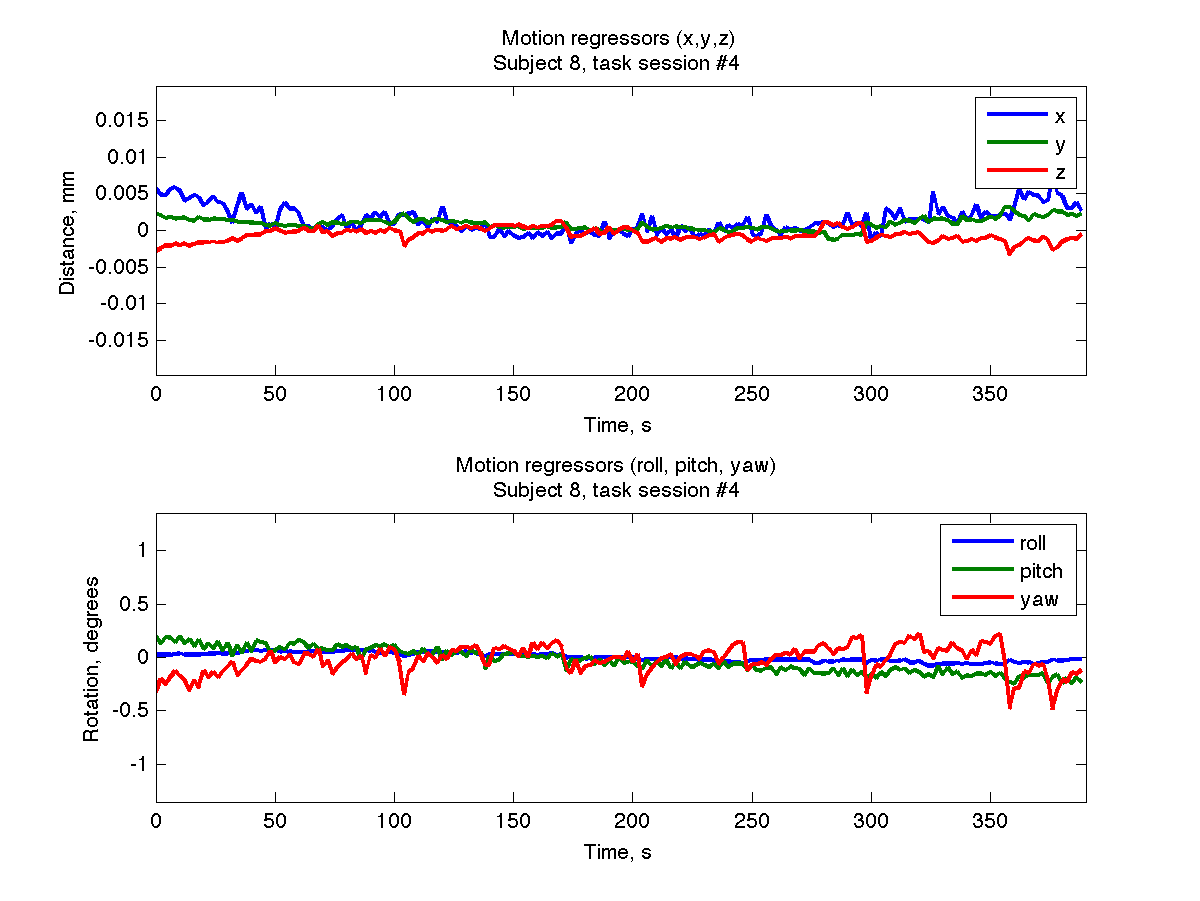 Motion regressors (x,y,z)
Subject 8, task session #4
0.015
0.01
0.005
0
-0.005
-0.01
-0.015
Distance, mm
x
y
z
0 50 100 150 200 250 300 350
Time, s
Motion regressors (roll, pitch, yaw)
Subject 8, task session #4
1
0.5
0
-0.5
-1
Rotation, degrees
roll
pitch
yaw
0 50 100 150 200 250 300 350
Time, s